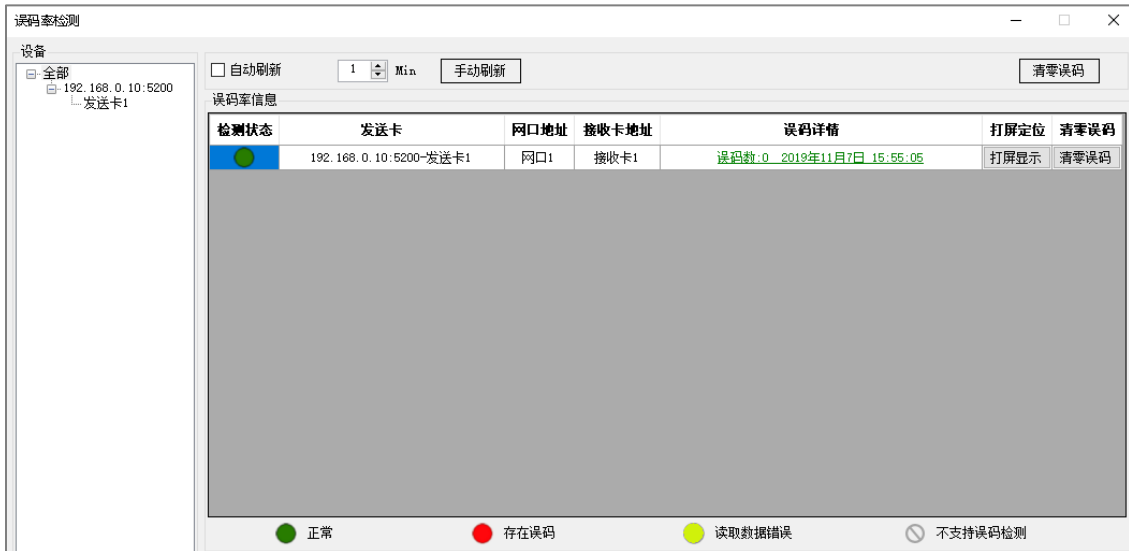 误码率检测
设备
全部
192.168.0.10:5200
发送卡1
自动刷新 1 Min 手动刷新 清零误码
误码率信息
检测状态 发送卡 网口地址 接收卡地址 误码详情 打屏定位 清零误码
192.168.0.10:5200-发送卡1 网口1 接收卡1 误码数:0 2019年11月7日 15:55:05 打屏显示 清零误码
正常 存在误码 读取数据错误 不支持误码检测